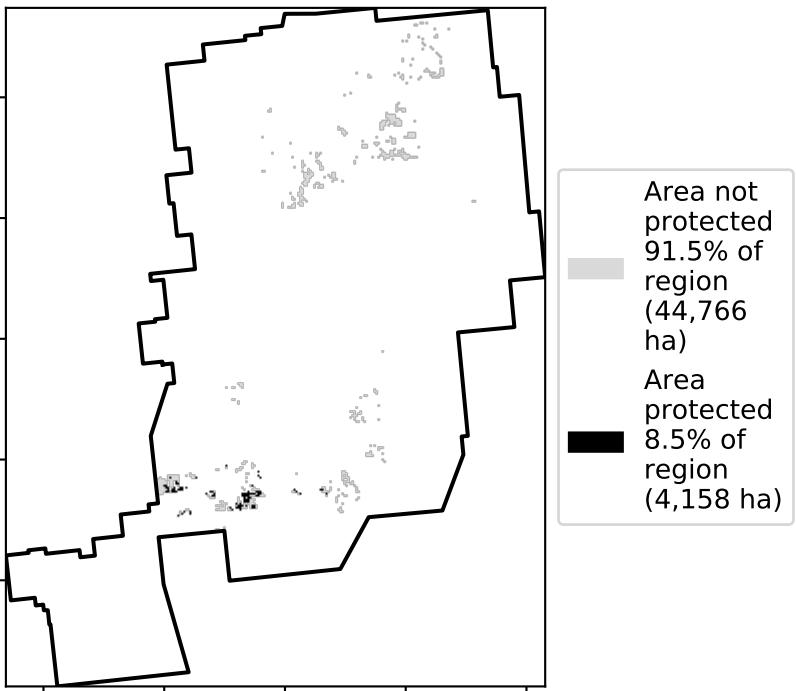 Area not
protected
91.5% of
region
(44,766
ha)
Area
protected
8.5% of
region
(4,158 ha)